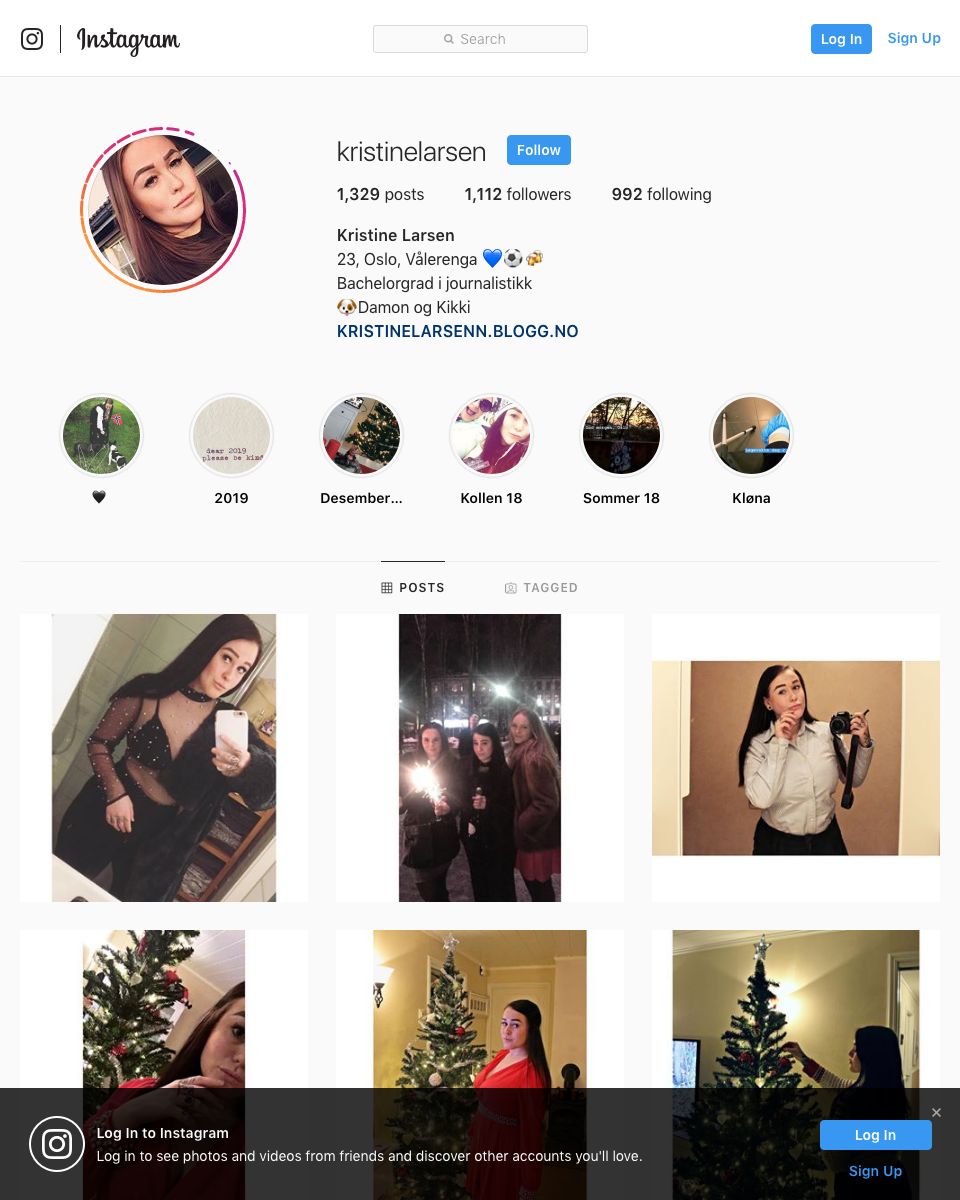 Instagram
Search
Log In
Sign Up
kristinelarsen
Follow
1,329 posts
1,112 followers
992 following
Kristine Larsen
23, Oslo, Vålerenga 💙⚽🍻
Bachelorgrad i journalistikk
🐶Damon og Kikki
KRISTINELARSENN.BLOGG.NO
dear 2019
please be kind
🖤
2019
Desember...
Kollen 18
Sommer 18
Kløna
POSTS
TAGGED
Log In to Instagram
Log in to see photos and videos from friends and discover other accounts you'll love.
×
Log In
Sign Up